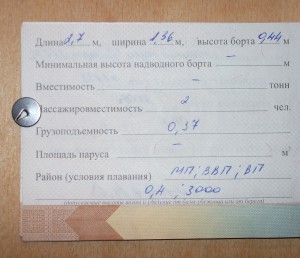 Длина 2,7 м, ширина 1,36 м, высота борта 0,44 м
Минимальная высота надводного борта – м
Вместимость – тонн
Пассажировместимость 2 чел.
Грузоподъемность 0,37
Площадь паруса – м
Район (условия плавания) МП; ВВП; ВП
0,4 ; 3000